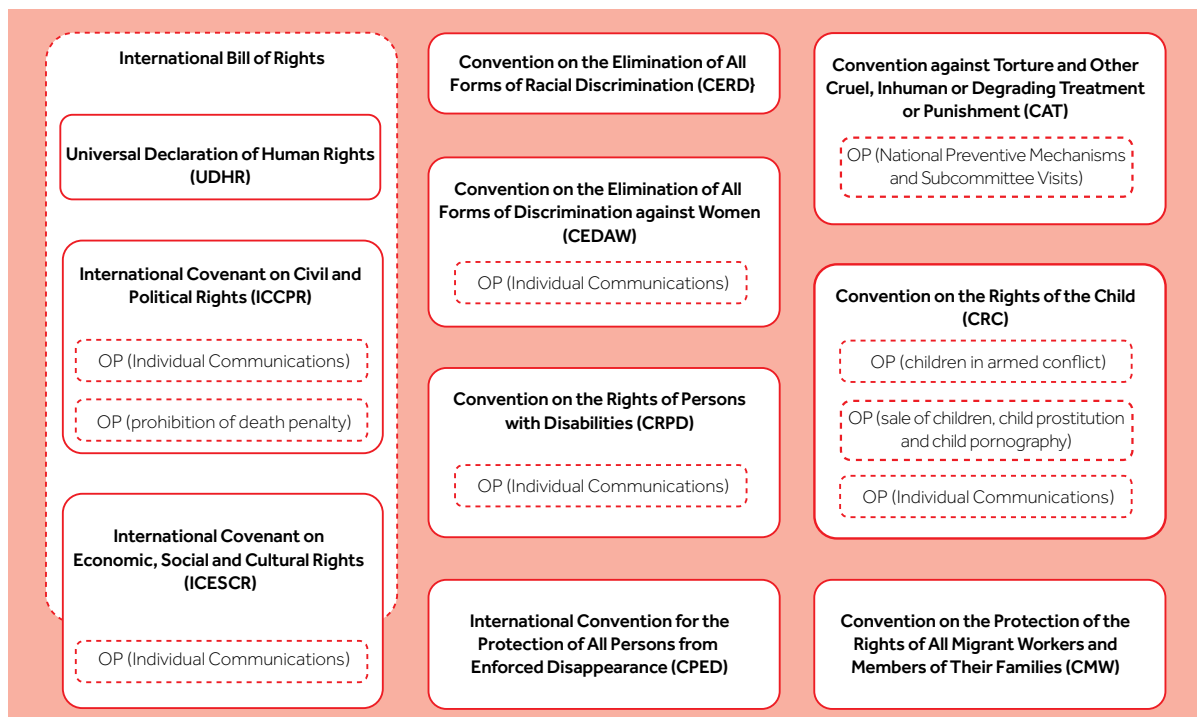 International Bill of Rights
Universal Declaration of Human Rights
(UDHR)
International Covenant on Civil and
Political Rights (ICCPR)
OP (Individual Communications)
OP (prohibition of death penalty)
International Covenant on
Economic, Social and Cultural Rights
(ICESCR)
OP (Individual Communications)
Convention on the Elimination of All
Forms of Racial Discrimination (CERD}
Convention on the Elimination of All
Forms of Discrimination against Women
(CEDAW)
OP (Individual Communications)
Convention on the Rights of Persons
with Disabilities (CRPD)
OP (Individual Communications)
International Convention for the
Protection of All Persons from
Enforced Disappearance (CPED)
Convention against Torture and Other
Cruel, Inhuman or Degrading Treatment
or Punishment (CAT)
OP (National Preventive Mechanisms
and Subcommittee Visits)
Convention on the Rights of the Child
(CRC)
OP (children in armed conflict)
OP (sale of children, child prostitution
and child pornography)
OP (Individual Communications)
Convention on the Protection of the
Rights of All Migrant Workers and
Members of Their Families (CMW)